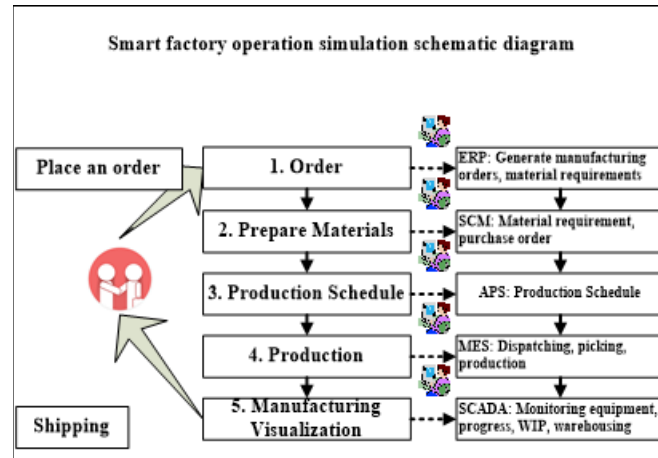 Smart factory operation simulation schematic diagram
Place an order
1. Order
ERP: Generate manufacturing
orders, material requirements
2. Prepare Materials
SCM: Material requirement,
purchase order
3. Production Schedule
APS: Production Schedule
4. Production
MES: Dispatching, picking,
production
5. Manufacturing
Visualization
SCADA: Monitoring equipment,
progress, WIP, warehousing
Shipping